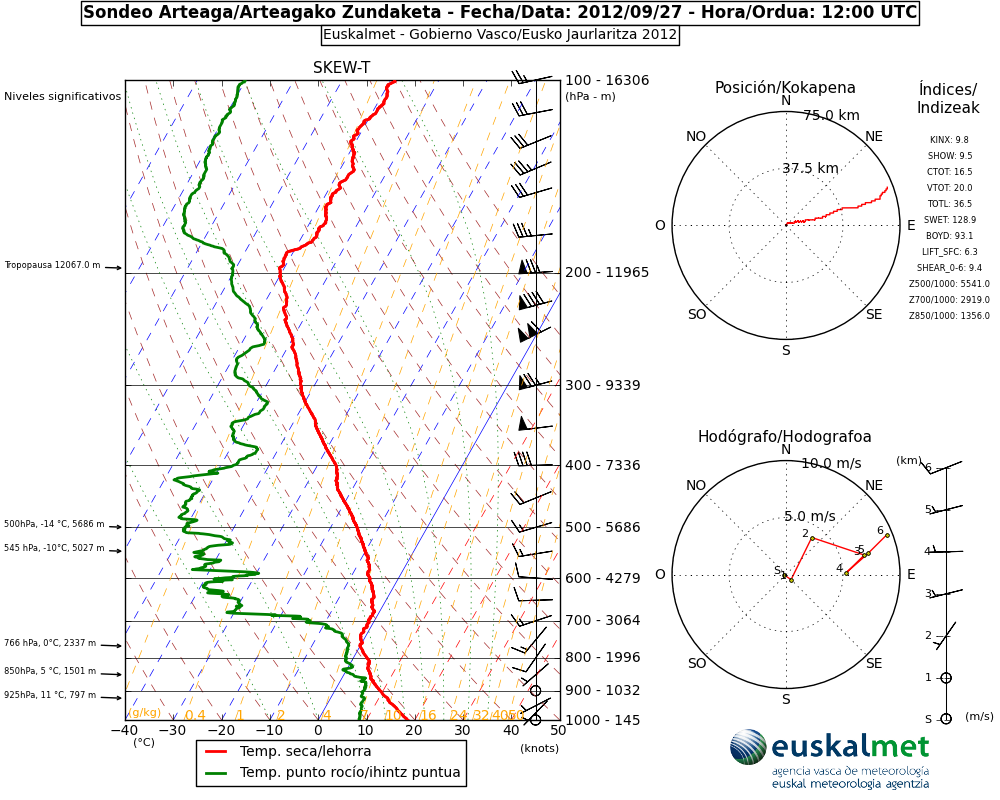 Sondeo Arteaga/Arteagako Zundaketa - Fecha/Data: 2012/09/27 - Hora/Ordua: 12:00 UTC
Euskalmet - Gobierno Vasco/Eusko Jaurlaritza 2012
SKEW-T
Niveles significativos
Tropopausa 12067.0 m
500hPa, -14 °C, 5686 m
545 hPa, -10°C, 5027 m
766 hPa, 0°C, 2337 m
850hPa, 5 °C, 1501 m
925hPa, 11 °C, 797 m
100 - 16306
(hPa - m)
200 - 11965
300 - 9339
400 - 7336
500 - 5686
600 - 4279
700 - 3064
800 - 1996
900 - 1032
1000 - 145
(g/kg) 0.4 1 2 4 7 10 16 24 32 40 50
−40 −30 −20 −10 0 10 20 30 40 50
(°C)
(knots)
Temp. seca/lehorra
Temp. punto rocío/ihintz puntua
Posición/Kokapena
N
75.0 km
NO
NE
37.5 km
O
E
SO
SE
S
Índices/
Indizeak
KINX: 9.8
SHOW: 9.5
CTOT: 16.5
VTOT: 20.0
TOTL: 36.5
SWET: 128.9
BOYD: 93.1
LIFT_SFC: 6.3
SHEAR_0-6: 9.4
Z500/1000: 5541.0
Z700/1000: 2919.0
Z850/1000: 1356.0
Hodógrafo/Hodografoa
N
10.0 m/s
NO
NE
5.0 m/s
2
6
3
5
4
S
1
O
E
SO
SE
S
(km)
6
5
4
3
2
1
S
(m/s)
euskalmet
agencia vasca de meteorología
euskal meteorologia agentzia